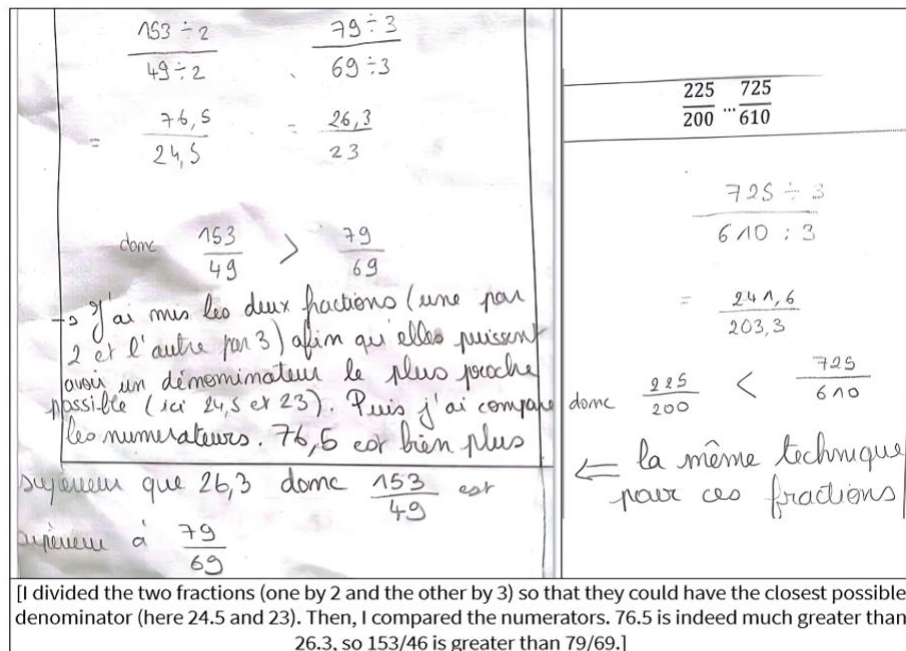 153 ÷ 2 / 49 ÷ 2
79 ÷ 3 / 69 ÷ 3
= 76,5 / 24,5
= 26,3 / 23
donc 153/49 > 79/69
→ J'ai mis les deux fractions (une par
2 et l'autre par 3) afin qu'elles puissent
avoir un dénominateur le plus proche
possible (ici 24,5 et 23). Puis j'ai comparé
les numérateurs. 76,5 est bien plus
supérieur que 26,3 donc 153/49 est
supérieur à 79/69
225/200 ... 725/610
725 ÷ 3 / 610 : 3
= 241,6 / 203,3
donc 225/200 < 725/610
⇐ la même technique
pour ces fractions
[I divided the two fractions (one by 2 and the other by 3) so that they could have the closest possible
denominator (here 24.5 and 23). Then, I compared the numerators. 76.5 is indeed much greater than
26.3, so 153/46 is greater than 79/69.]